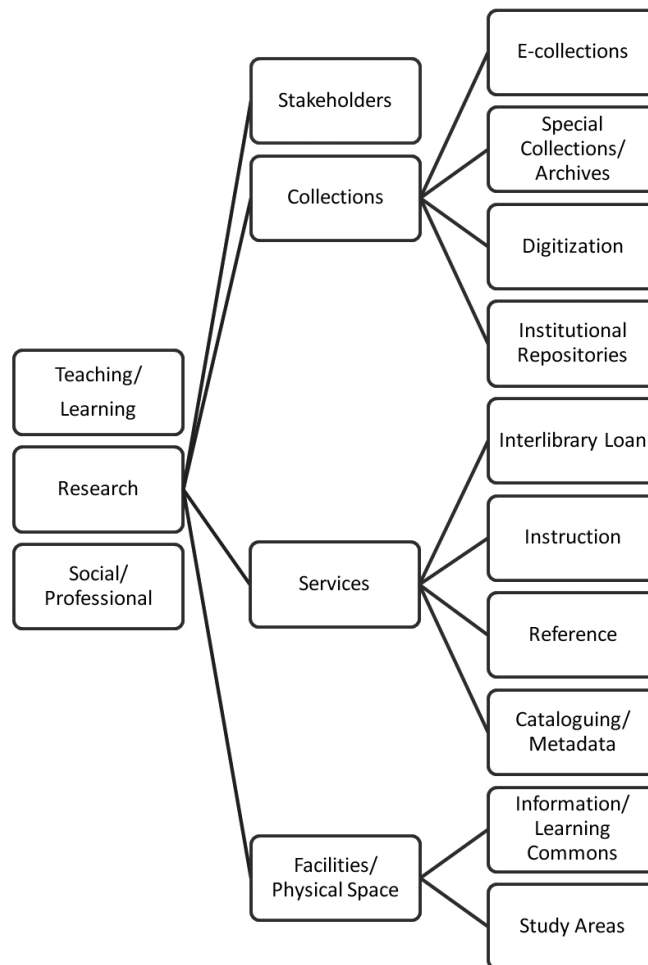 Teaching/
Learning
Research
Social/
Professional
Stakeholders
Collections
Services
Facilities/
Physical Space
E-collections
Special
Collections/
Archives
Digitization
Institutional
Repositories
Interlibrary Loan
Instruction
Reference
Cataloguing/
Metadata
Information/
Learning
Commons
Study Areas